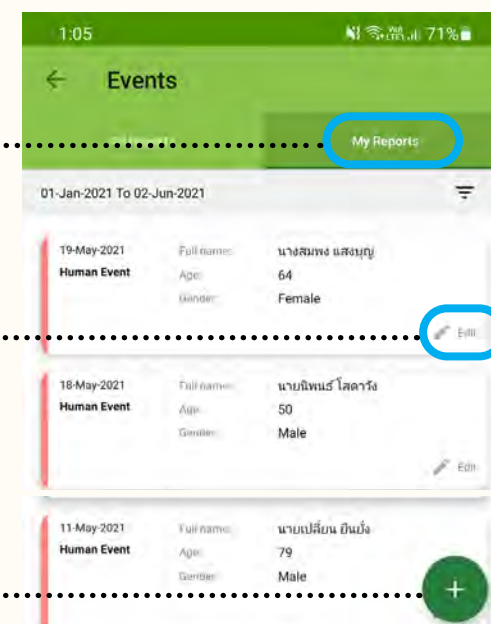 1:05 71%
Events
My Reports
01-Jan-2021 To 02-Jun-2021
19-May-2021 Full name: นางสมพง แสงบุญ
Human Event Age: 64
Gender: Female
Edit
18-May-2021 Full name: นายนิพนธ์ โสดาวัง
Human Event Age: 50
Gender: Male
Edit
11-May-2021 Full name: นายเปลี่ยน ยืนยั่ง
Human Event Age: 79
Gender: Male
+